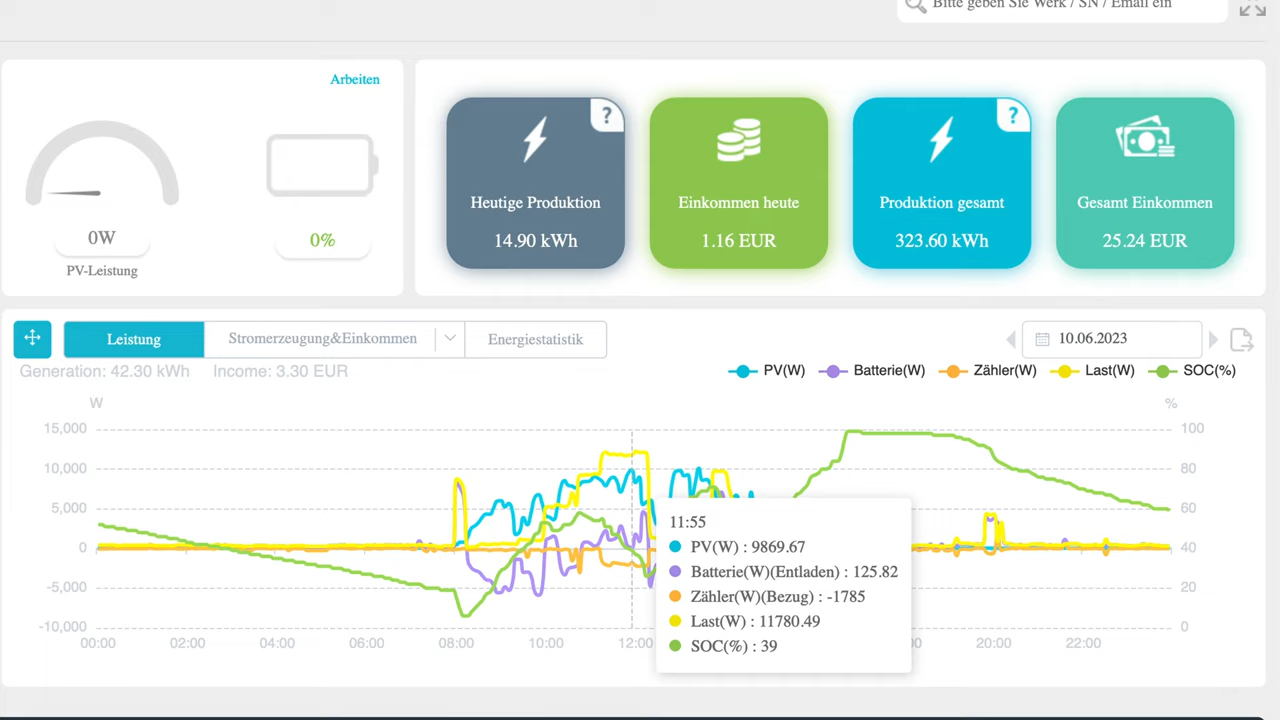 Bitte geben Sie Werk / SN / Email ein
Arbeiten
0W
PV-Leistung
0%
?
Heutige Produktion
14.90 kWh
Einkommen heute
1.16 EUR
?
Produktion gesamt
323.60 kWh
Gesamt Einkommen
25.24 EUR
Leistung
Stromerzeugung&Einkommen
Energiestatistik
10.06.2023
Generation: 42.30 kWh Income: 3.30 EUR
PV(W) Batterie(W) Zähler(W) Last(W) SOC(%)
W %
15,000 100
10,000 80
5,000 60
0 40
-5,000 20
-10,000 0
00:00 02:00 04:00 06:00 08:00 10:00 12:00 20:00 22:00
11:55
PV(W) : 9869.67
Batterie(W)(Entladen) : 125.82
Zähler(W)(Bezug) : -1785
Last(W) : 11780.49
SOC(%) : 39